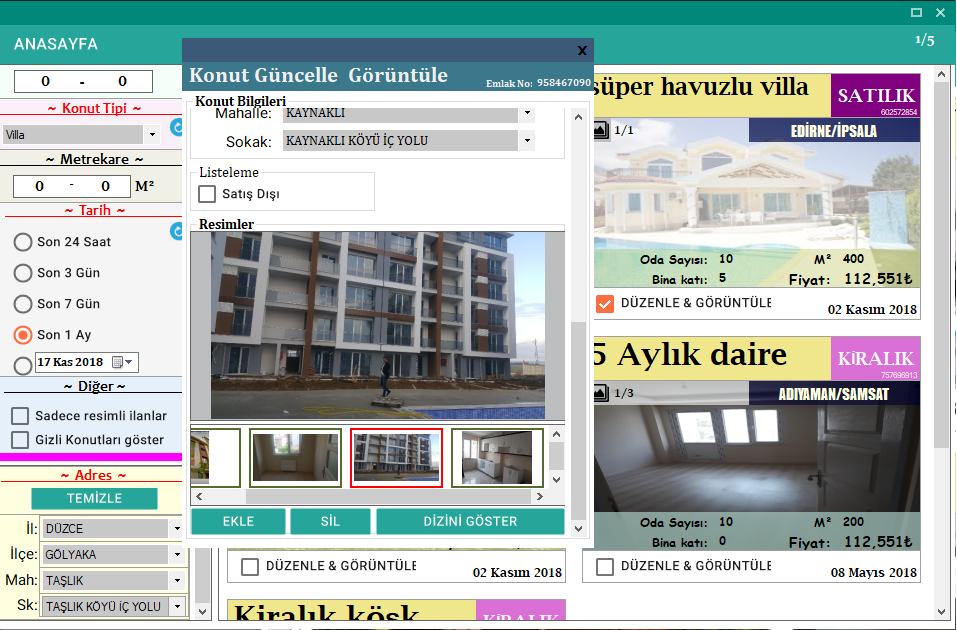 ANASAYFA
1/5
0 - 0
~ Konut Tipi ~
Villa
~ Metrekare ~
0 - 0 M²
~ Tarih ~
Son 24 Saat
Son 3 Gün
Son 7 Gün
Son 1 Ay
17 Kas 2018
~ Diğer ~
Sadece resimli ilanlar
Gizli Konutları göster
~ Adres ~
TEMİZLE
İl: DÜZCE
İlçe: GÖLYAKA
Mah: TAŞLIK
Sk: TAŞLIK KÖYÜ İÇ YOLU
x
Konut Güncelle Görüntüle
Emlak No: 958467090
Konut Bilgileri
Mahalle: KAYNAKLI
Sokak: KAYNAKLI KÖYÜ İÇ YOLU
Listeleme
Satış Dışı
Resimler
EKLE
SİL
DİZİNİ GÖSTER
DÜZENLE & GÖRÜNTÜLE
02 Kasım 2018
Kiralık köşk
KİRALIK
süper havuzlu villa
SATILIK
602572854
1/1
EDİRNE/İPSALA
Oda Sayısı: 10 M² 400
Bina katı: 5 Fiyat: 112,551₺
DÜZENLE & GÖRÜNTÜLE
02 Kasım 2018
5 Aylık daire
KİRALIK
757696913
1/3
ADIYAMAN/SAMSAT
Oda Sayısı: 10 M² 200
Bina katı: 0 Fiyat: 112,551₺
DÜZENLE & GÖRÜNTÜLE
08 Mayıs 2018